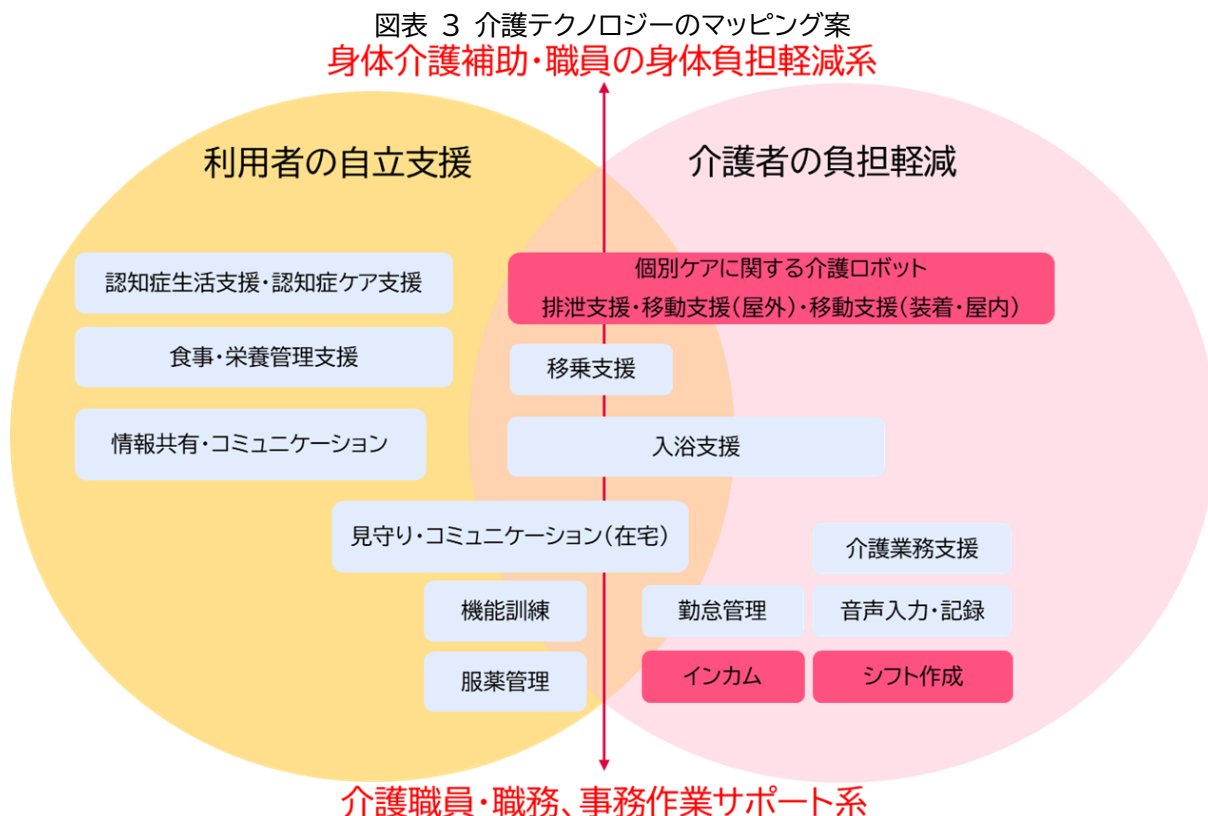 図表 3 介護テクノロジーのマッピング案
身体介護補助・職員の身体負担軽減系
利用者の自立支援
介護者の負担軽減
認知症生活支援・認知症ケア支援
個別ケアに関する介護ロボット
排泄支援・移動支援(屋外)・移動支援(装着・屋内)
食事・栄養管理支援
移乗支援
情報共有・コミュニケーション
入浴支援
見守り・コミュニケーション(在宅)
介護業務支援
機能訓練
勤怠管理
音声入力・記録
服薬管理
インカム
シフト作成
介護職員・職務、事務作業サポート系